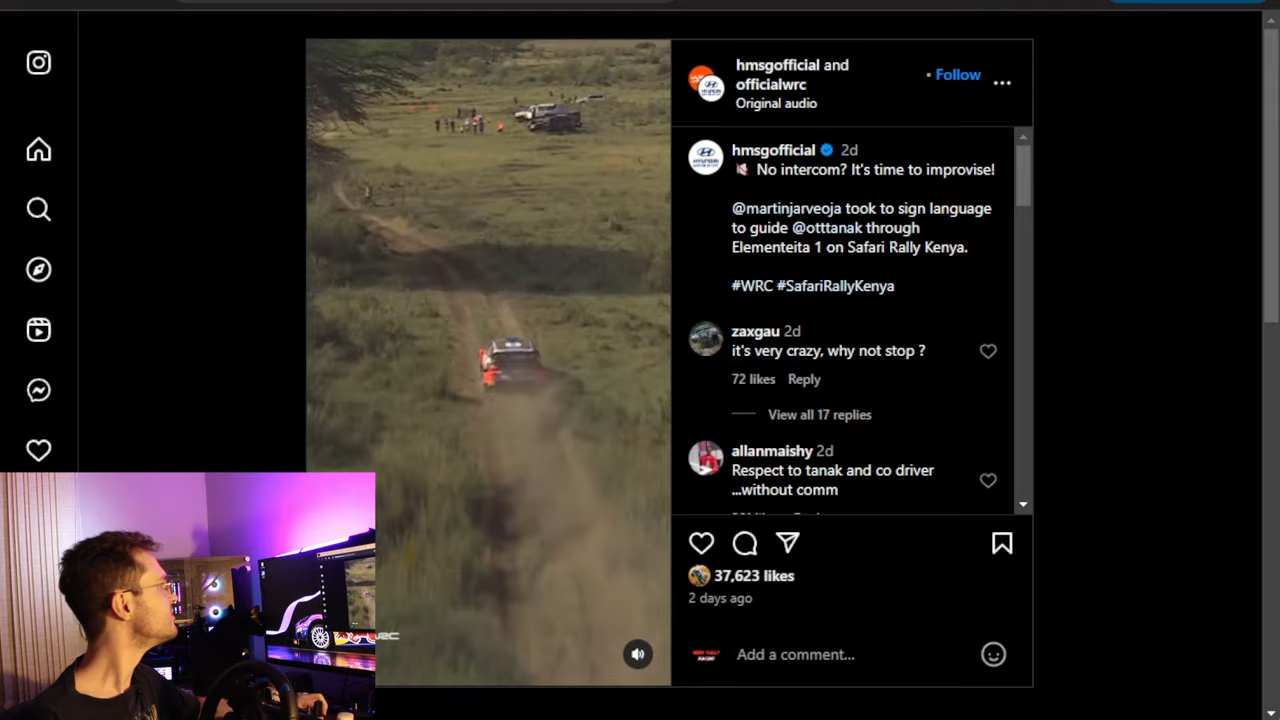 hmsgofficial and
officialwrc
• Follow
Original audio
hmsgofficial 2d
No intercom? It's time to improvise!
@martinjarveoja took to sign language
to guide @otttanak through
Elementeita 1 on Safari Rally Kenya.
#WRC #SafariRallyKenya
zaxgau 2d
it's very crazy, why not stop ?
72 likes Reply
View all 17 replies
allanmaishy 2d
Respect to tanak and co driver
...without comm
37,623 likes
2 days ago
Add a comment...